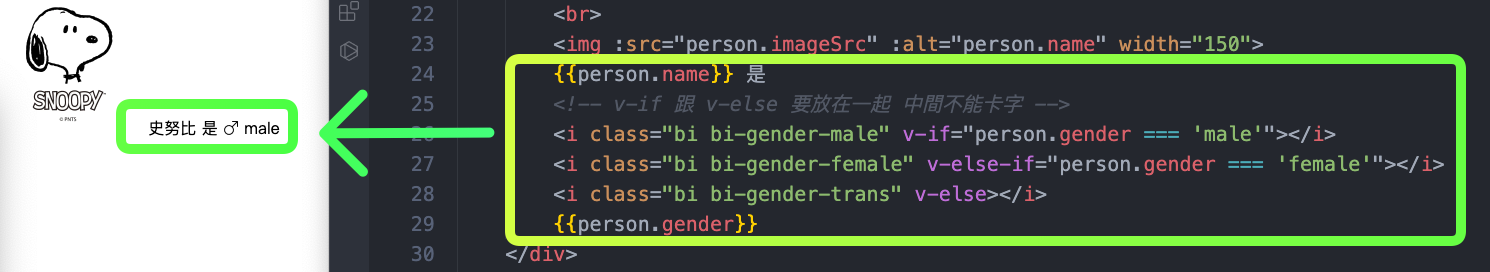 SNOOPY
© PNTS
史努比 是 ♂ male
22 <br>
23 <img :src="person.imageSrc" :alt="person.name" width="150">
24 {{person.name}} 是
25 <!-- v-if 跟 v-else 要放在一起 中間不能卡字 -->
26 <i class="bi bi-gender-male" v-if="person.gender === 'male'"></i>
27 <i class="bi bi-gender-female" v-else-if="person.gender === 'female'"></i>
28 <i class="bi bi-gender-trans" v-else></i>
29 {{person.gender}}
30 </div>